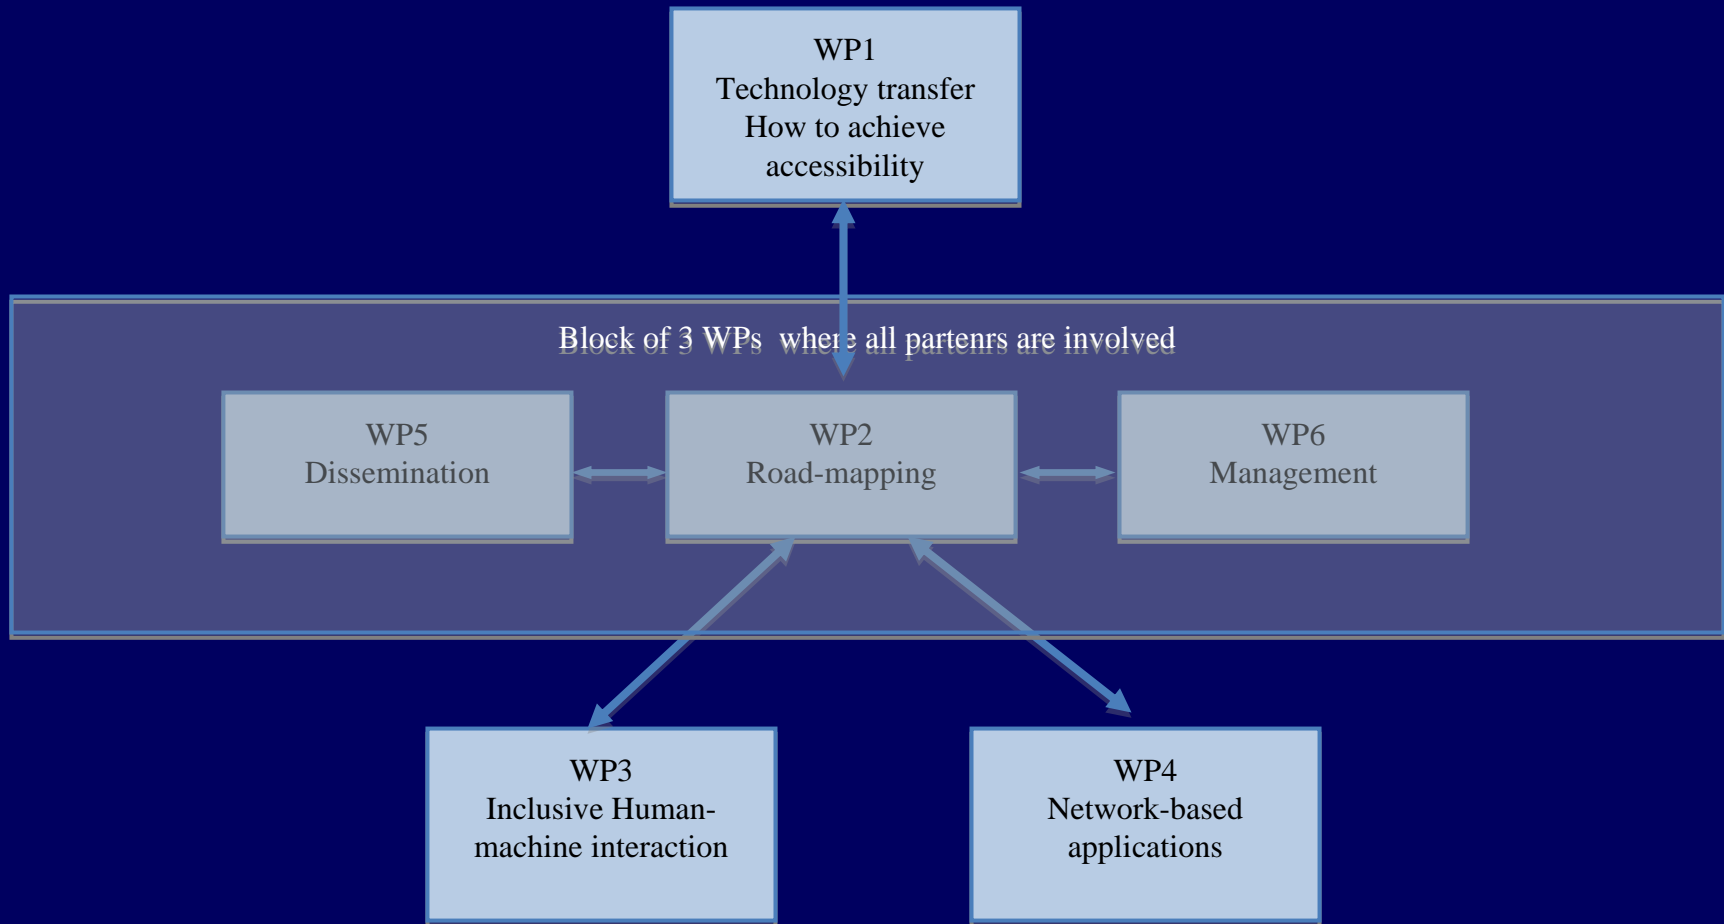 WP1
Technology transfer
How to achieve
accessibility
Block of 3 WPs where all partenrs are involved
WP5
Dissemination
WP2
Road-mapping
WP6
Management
WP3
Inclusive Human-
machine interaction
WP4
Network-based
applications